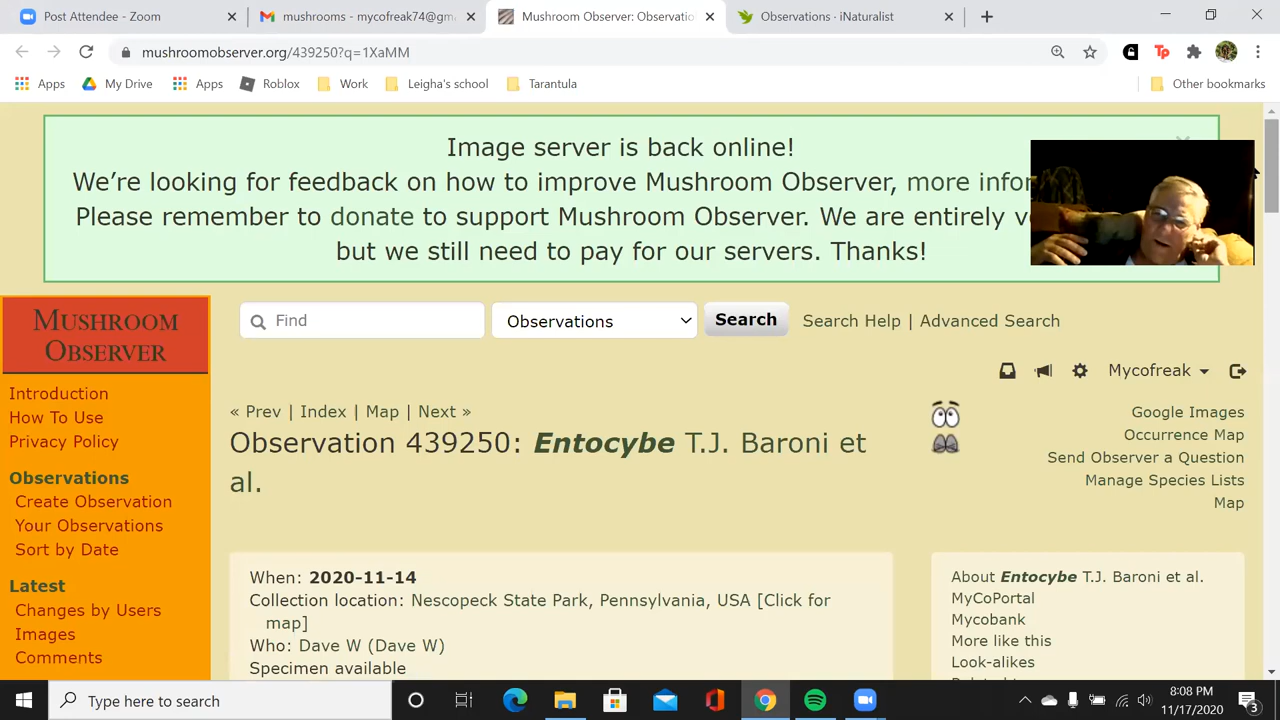 Post Attendee - Zoom
mushrooms - mycofreak74@gm
Mushroom Observer: Observatio
Observations · iNaturalist
mushroomobserver.org/439250?q=1XaMM
Apps
My Drive
Apps
Roblox
Work
Leigha's school
Tarantula
Other bookmarks
Image server is back online!
We're looking for feedback on how to improve Mushroom Observer, more infor
Please remember to donate to support Mushroom Observer. We are entirely v
but we still need to pay for our servers. Thanks!
MUSHROOM
OBSERVER
Find
Observations
Search
Search Help | Advanced Search
Mycofreak
Introduction
How To Use
Privacy Policy
Observations
Create Observation
Your Observations
Sort by Date
Latest
Changes by Users
Images
Comments
« Prev | Index | Map | Next »
Observation 439250: Entocybe T.J. Baroni et
al.
Google Images
Occurrence Map
Send Observer a Question
Manage Species Lists
Map
When: 2020-11-14
Collection location: Nescopeck State Park, Pennsylvania, USA [Click for
map]
Who: Dave W (Dave W)
Specimen available
About Entocybe T.J. Baroni et al.
MyCoPortal
Mycobank
More like this
Look-alikes
Type here to search
8:08 PM
11/17/2020
3